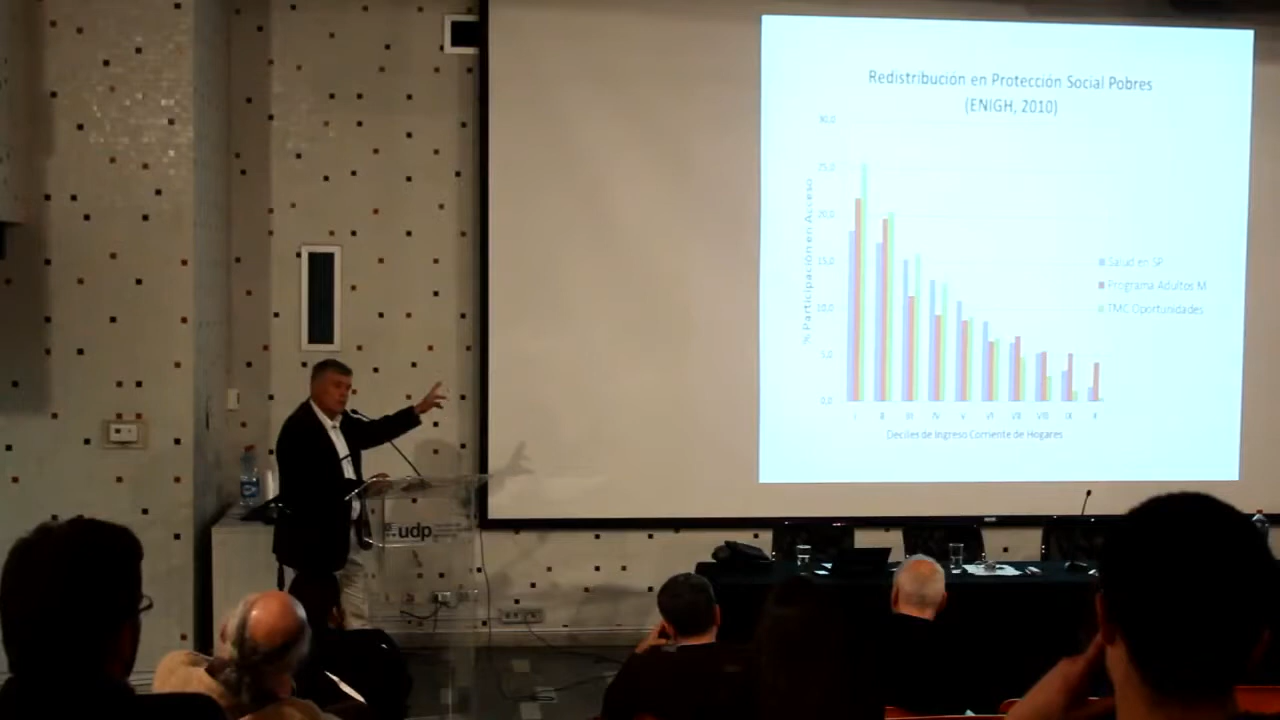 Redistribucion en Protección Social Pobres
(ENIGH, 2010)
30,0
25,0
20,0
15,0
10,0
5,0
0,0
% Participación en Acceso
I II III IV V VI VII VIII IX X
Deciles de Ingreso Corriente de Hogares
Salud en SP
Programa Adultos M
TMC Oportunidades
udp